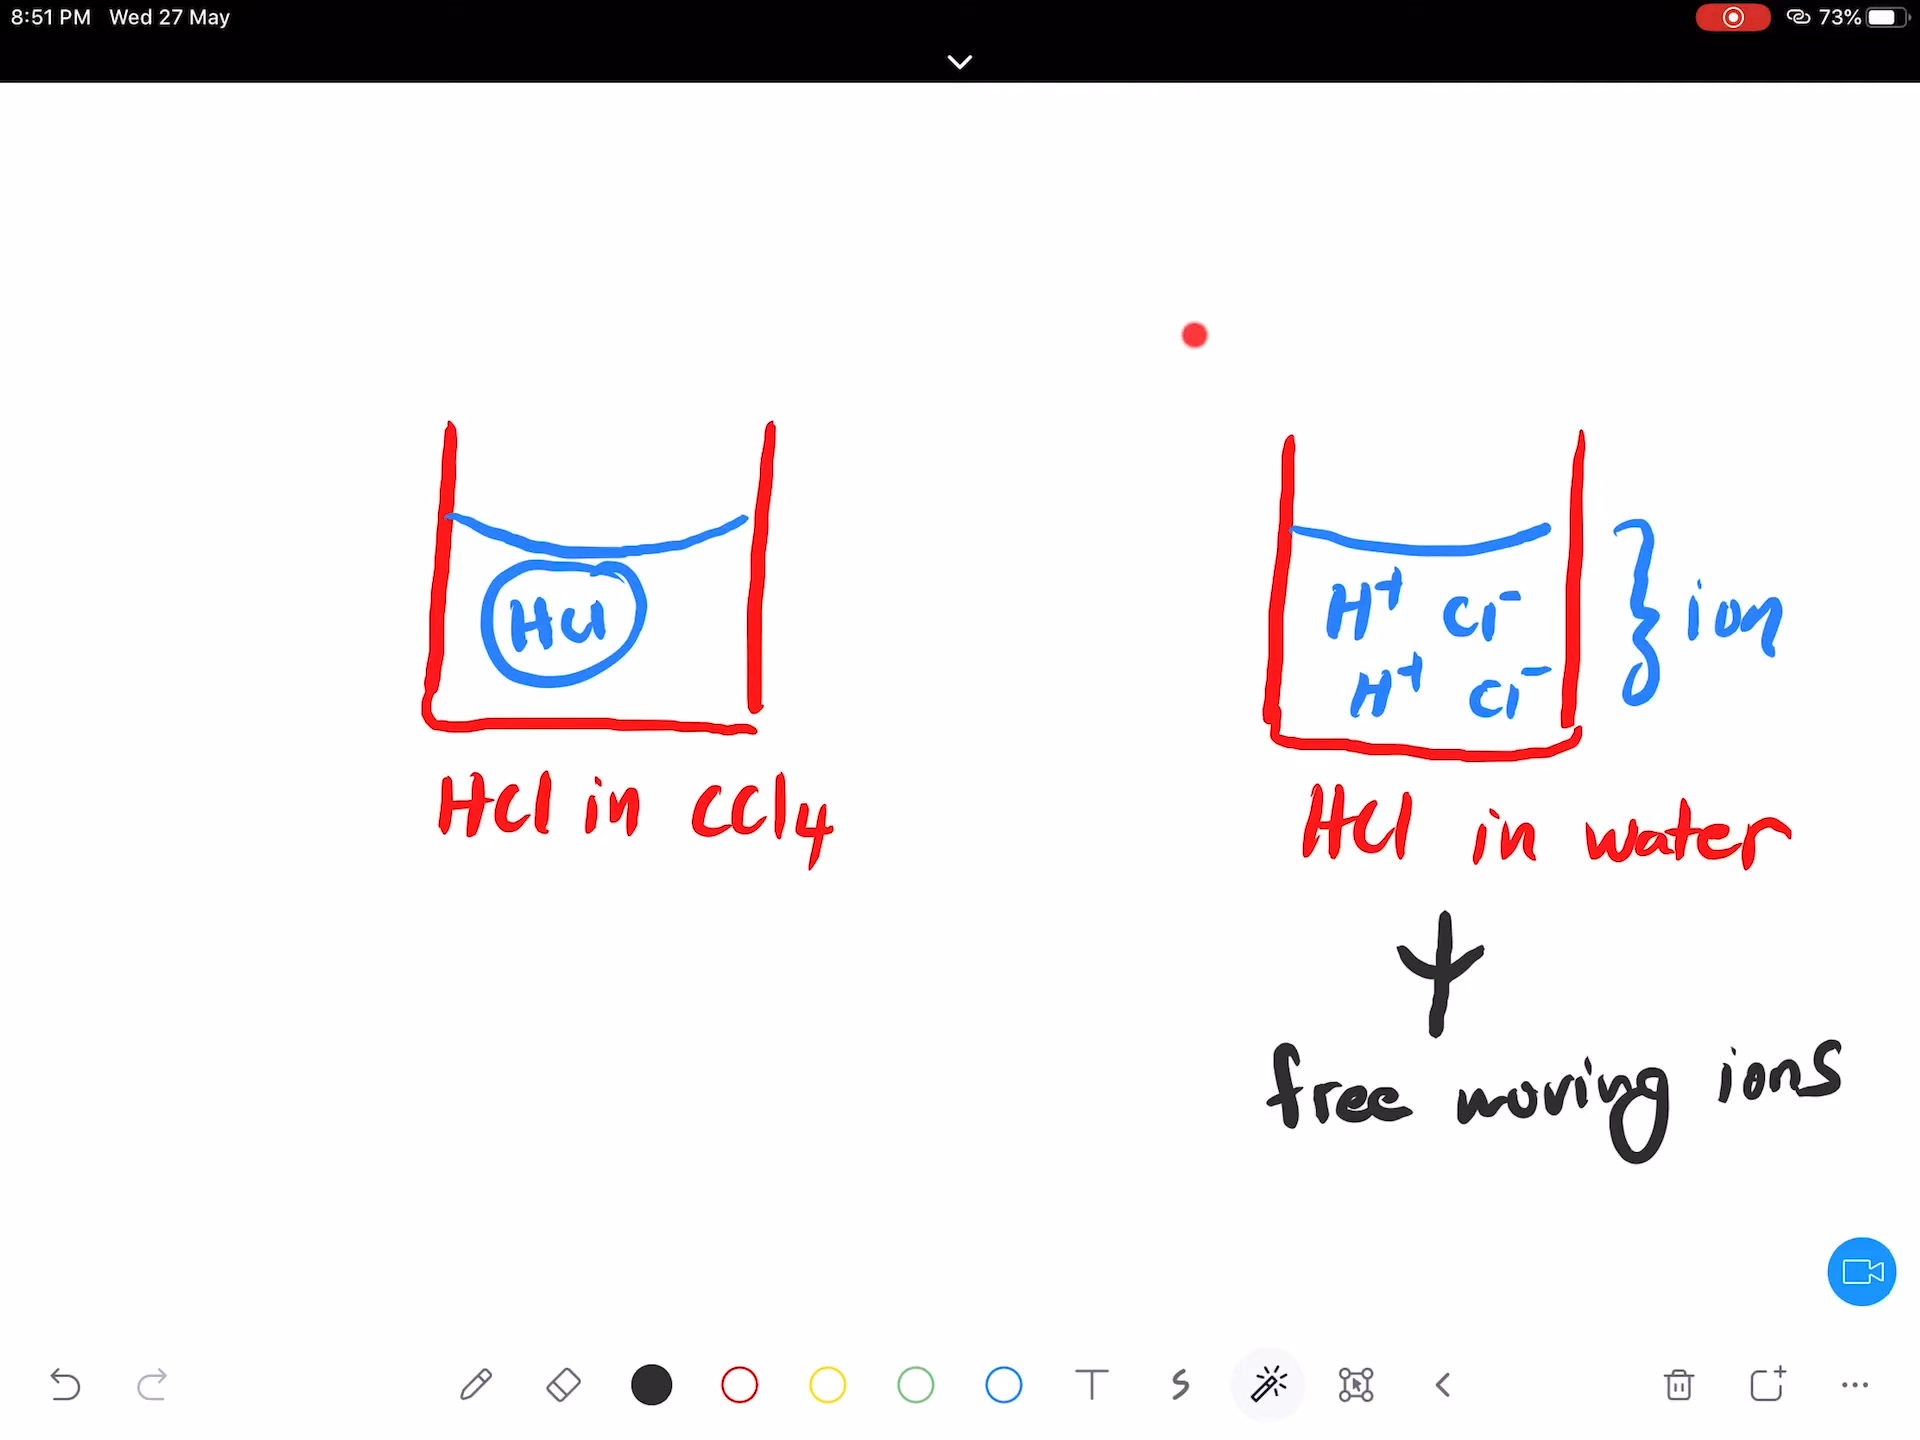 8:51 PM Wed 27 May
73%
HCl
HCl in CCl4
H+ Cl-
H+ Cl-
ion
HCl in water
free moving ions
T